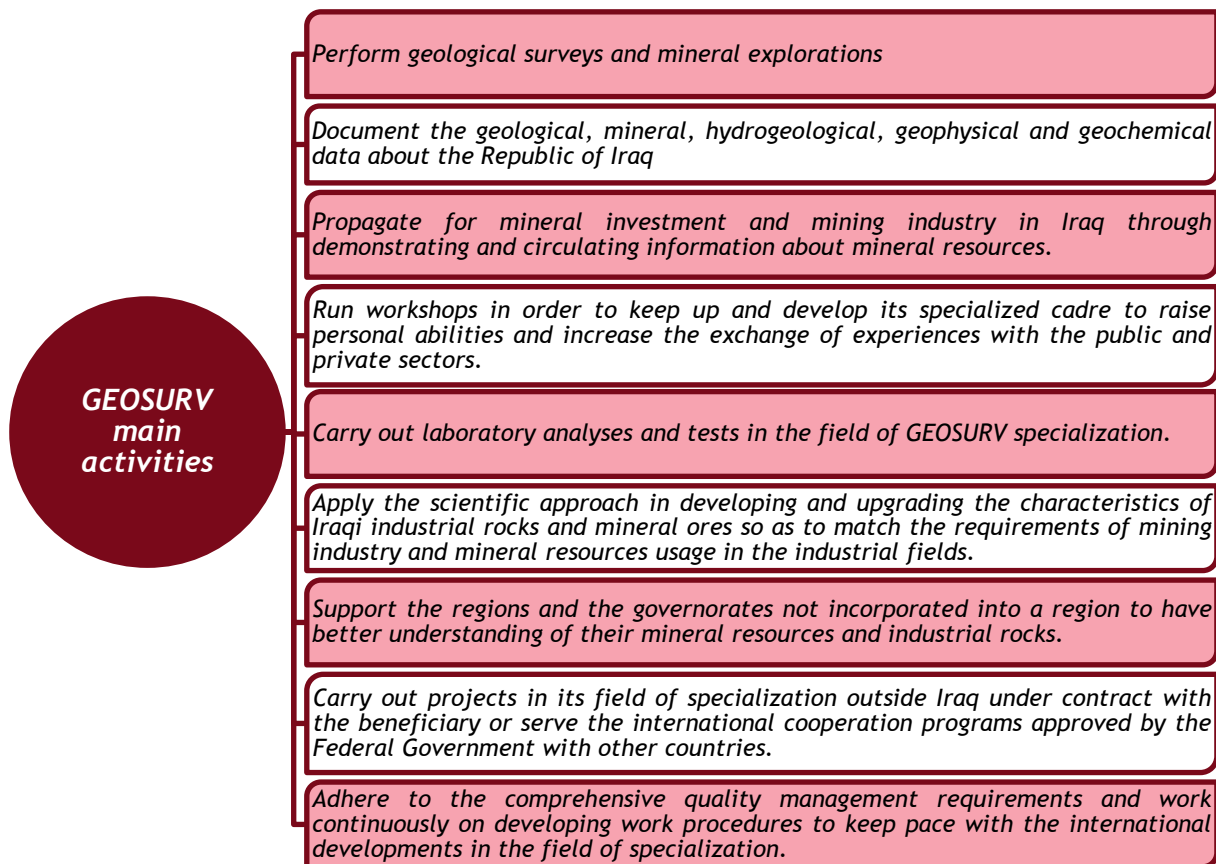 GEOSURV
main
activities
Perform geological surveys and mineral explorations
Document the geological, mineral, hydrogeological, geophysical and geochemical
data about the Republic of Iraq
Propagate for mineral investment and mining industry in Iraq through
demonstrating and circulating information about mineral resources.
Run workshops in order to keep up and develop its specialized cadre to raise
personal abilities and increase the exchange of experiences with the public and
private sectors.
Carry out laboratory analyses and tests in the field of GEOSURV specialization.
Apply the scientific approach in developing and upgrading the characteristics of
Iraqi industrial rocks and mineral ores so as to match the requirements of mining
industry and mineral resources usage in the industrial fields.
Support the regions and the governorates not incorporated into a region to have
better understanding of their mineral resources and industrial rocks.
Carry out projects in its field of specialization outside Iraq under contract with
the beneficiary or serve the international cooperation programs approved by the
Federal Government with other countries.
Adhere to the comprehensive quality management requirements and work
continuously on developing work procedures to keep pace with the international
developments in the field of specialization.